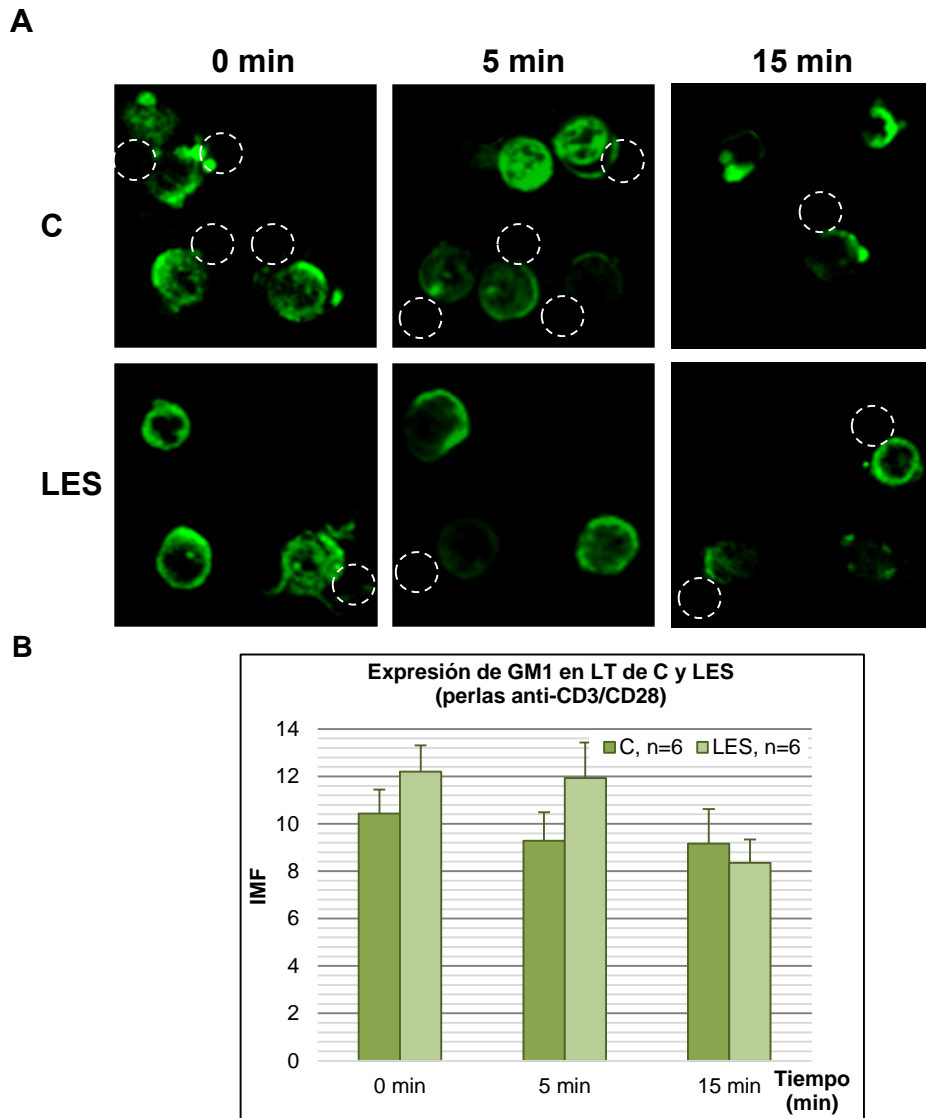 A
0 min 5 min 15 min
C
LES
B
Expresión de GM1 en LT de C y LES
(perlas anti-CD3/CD28)
C, n=6 LES, n=6
14
12
10
8
6
4
2
0
IMF
0 min 5 min 15 min
Tiempo
(min)